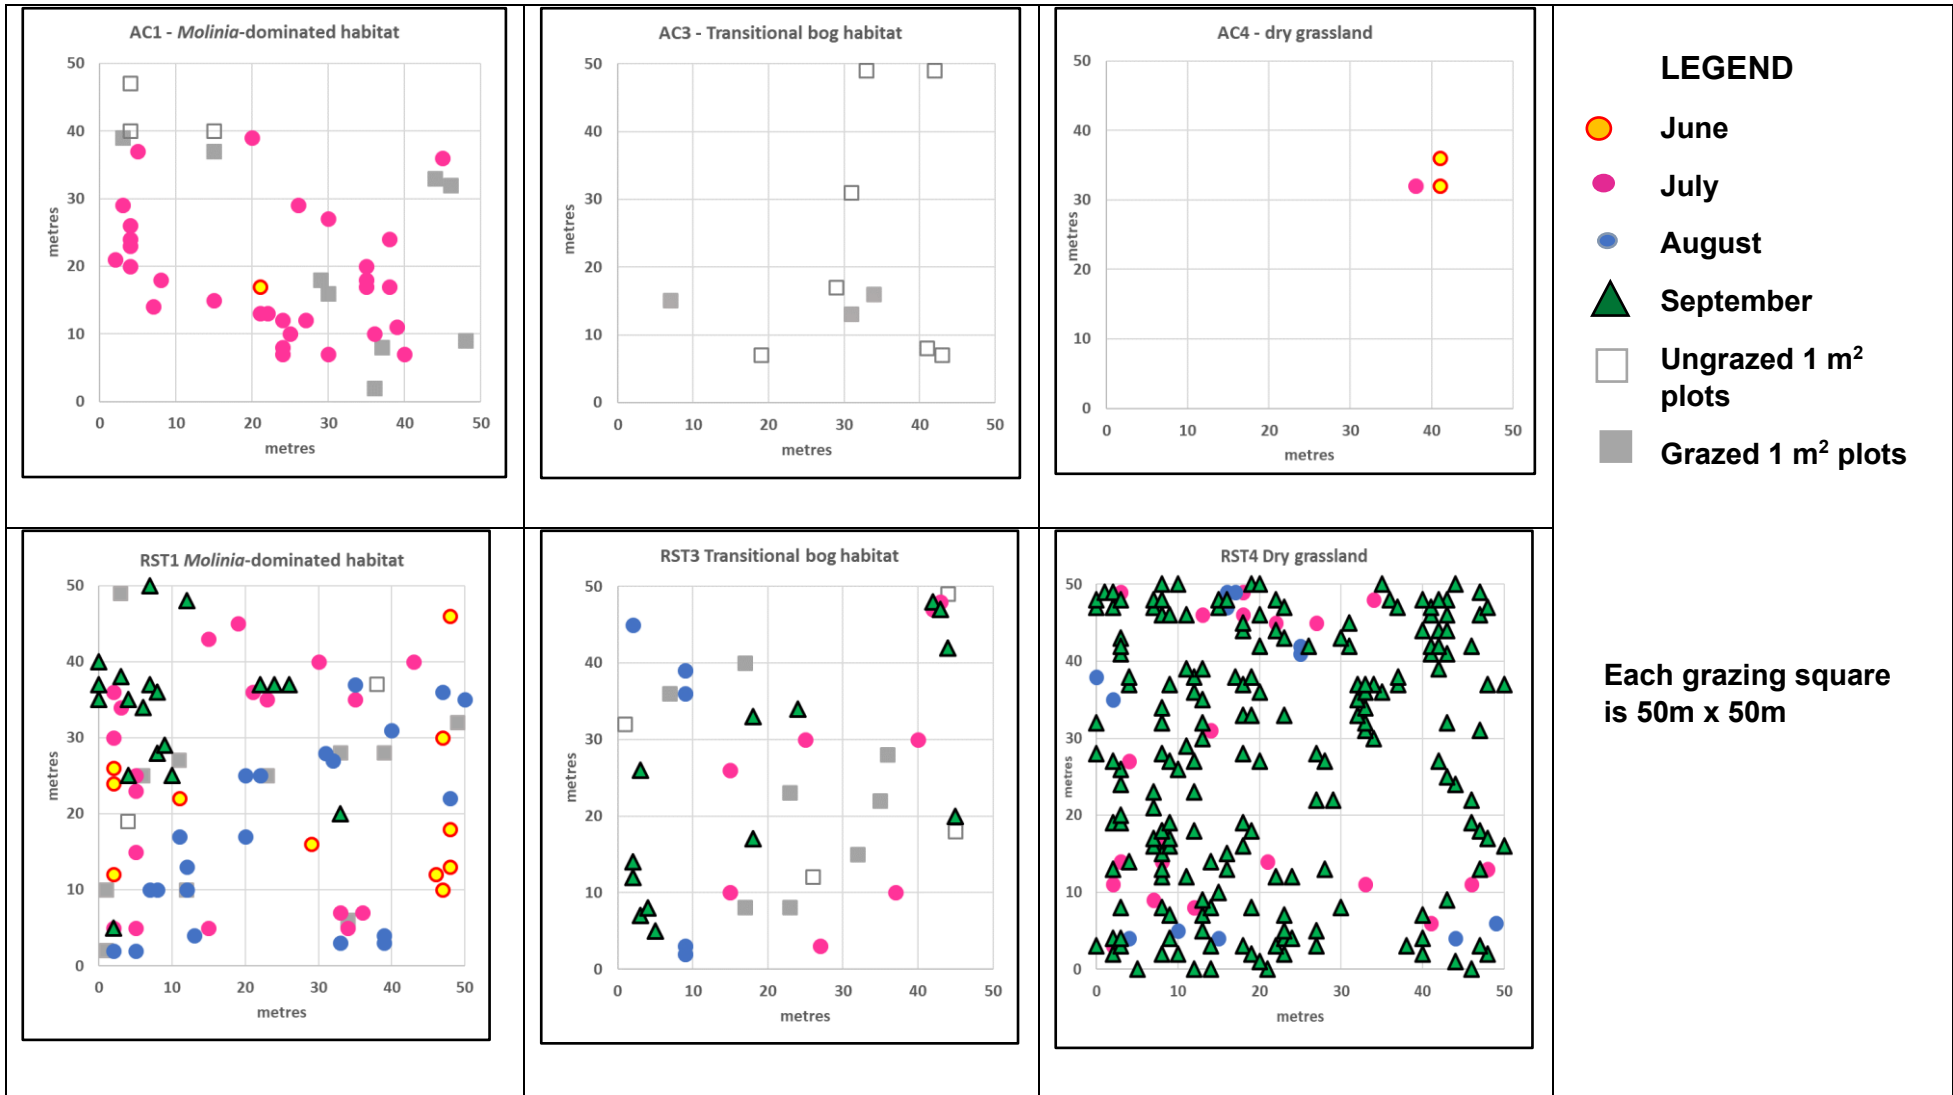 AC1 - Molinia-dominated habitat
50
40
30
20
10
0
metres
0 10 20 30 40 50
metres
AC3 - Transitional bog habitat
50
40
30
20
10
0
metres
0 10 20 30 40 50
metres
AC4 - dry grassland
50
40
30
20
10
0
metres
0 10 20 30 40 50
metres
LEGEND
June
July
August
September
Ungrazed 1 m²
plots
Grazed 1 m² plots
Each grazing square
is 50m x 50m
RST1 Molinia-dominated habitat
50
40
30
20
10
0
metres
0 10 20 30 40 50
metres
RST3 Transitional bog habitat
50
40
30
20
10
0
metres
0 10 20 30 40 50
metres
RST4 Dry grassland
50
40
30
20
10
0
metres
0 10 20 30 40 50
metres